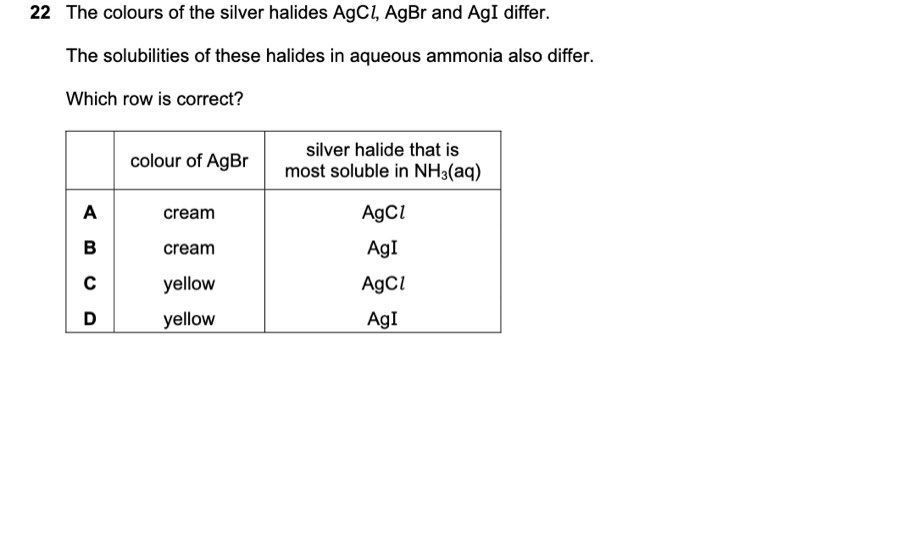 22 The colours of the silver halides AgCl, AgBr and AgI differ.
The solubilities of these halides in aqueous ammonia also differ.
Which row is correct?
colour of AgBr
silver halide that is
most soluble in NH₃(aq)
A cream AgCl
B cream AgI
C yellow AgCl
D yellow AgI